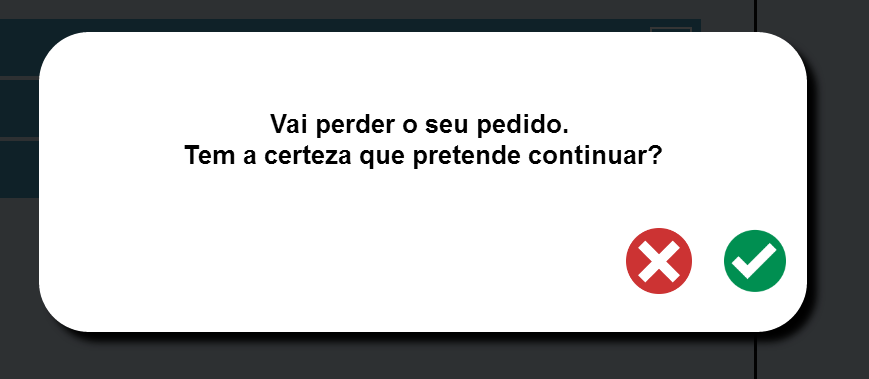 Vai perder o seu pedido.
Tem a certeza que pretende continuar?